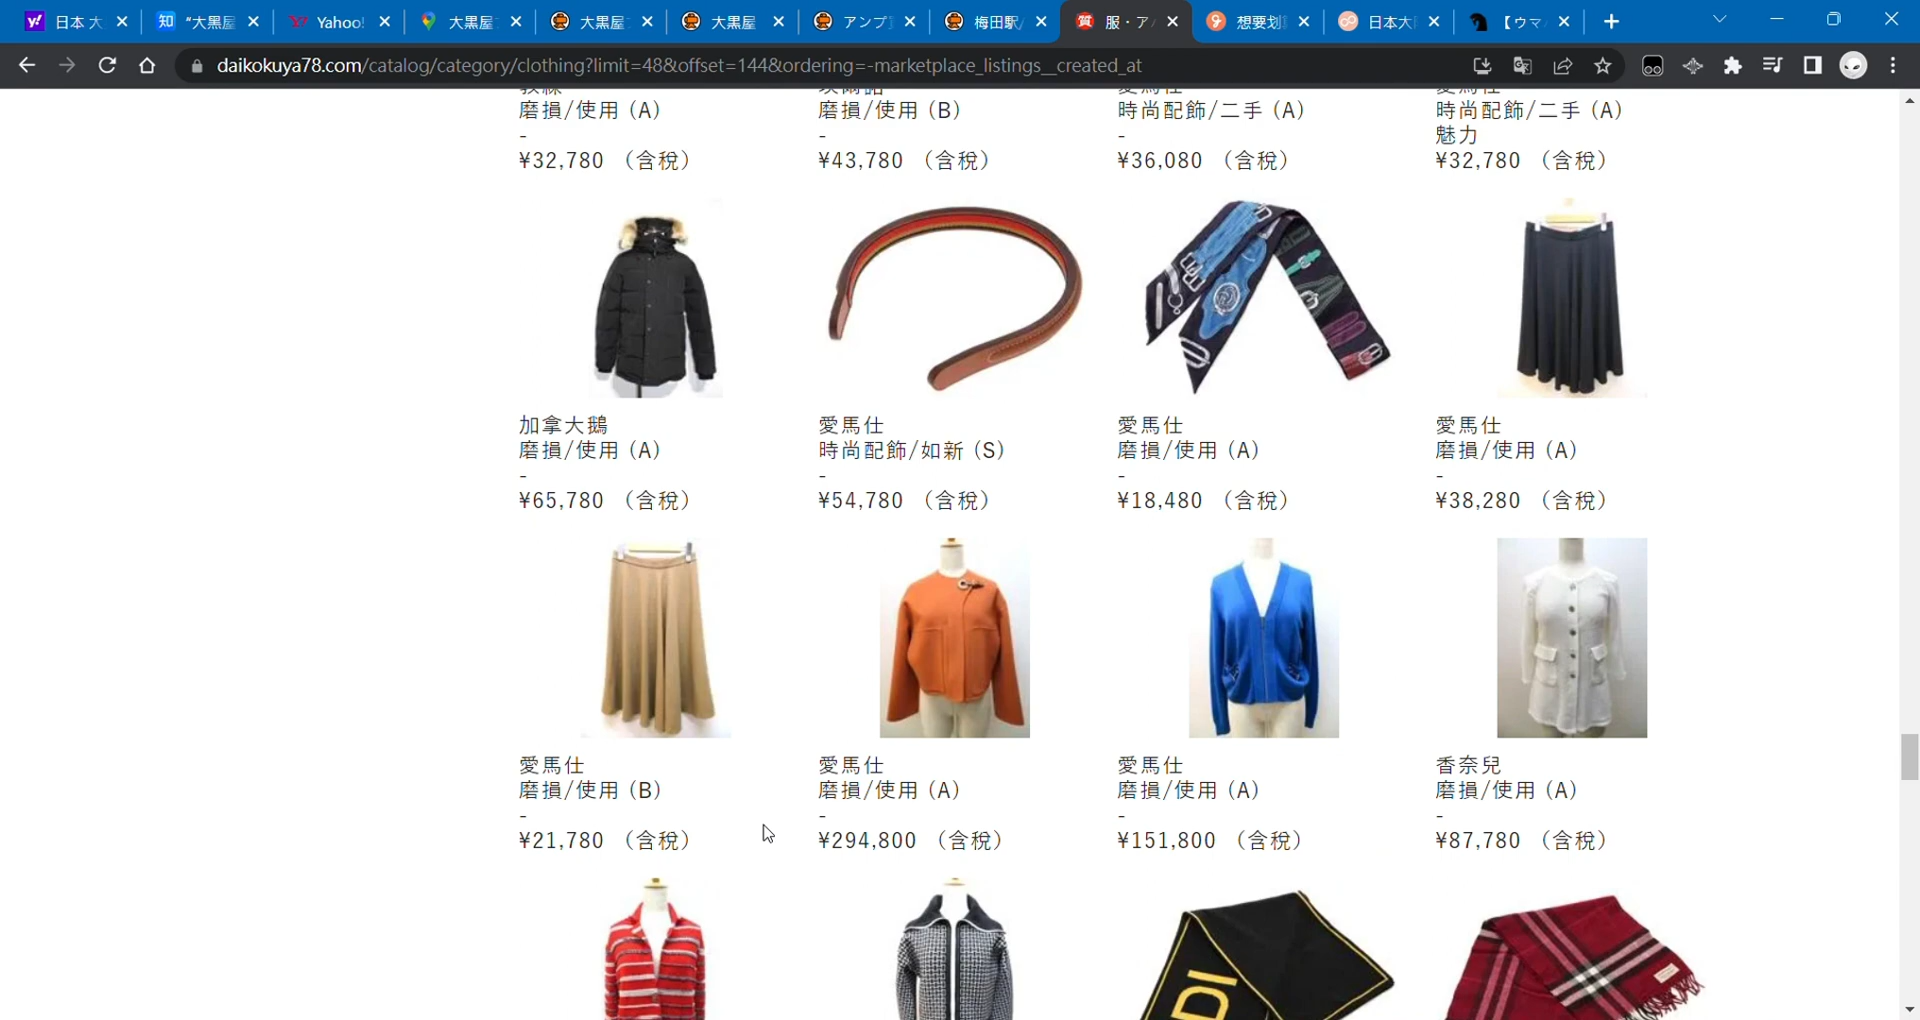 日本 大
"大黒屋
Yahoo!
大黒屋
大黒屋
大黒屋
アンプ
梅田駅
服・ア
想要划
日本大
【ウマ
daikokuya78.com/catalog/category/clothing?limit=48&offset=144&ordering=-marketplace_listings__created_at
磨損/使用 (A)
-
¥32,780 （含稅）
磨損/使用 (B)
-
¥43,780 （含稅）
時尚配飾/二手 (A)
-
¥36,080 （含稅）
時尚配飾/二手 (A)
魅力
¥32,780 （含稅）
加拿大鵝
磨損/使用 (A)
-
¥65,780 （含稅）
愛馬仕
時尚配飾/如新 (S)
-
¥54,780 （含稅）
愛馬仕
磨損/使用 (A)
-
¥18,480 （含稅）
愛馬仕
磨損/使用 (A)
-
¥38,280 （含稅）
愛馬仕
磨損/使用 (B)
-
¥21,780 （含稅）
愛馬仕
磨損/使用 (A)
-
¥294,800 （含稅）
愛馬仕
磨損/使用 (A)
-
¥151,800 （含稅）
香奈兒
磨損/使用 (A)
-
¥87,780 （含稅）
DI